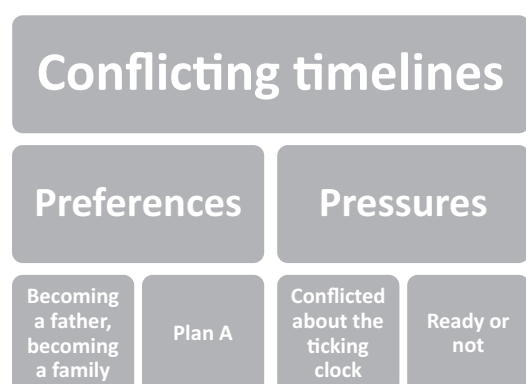 Conflicting timelines
Preferences
Pressures
Becoming
a father,
becoming
a family
Plan A
Conflicted
about the
ticking
clock
Ready or
not